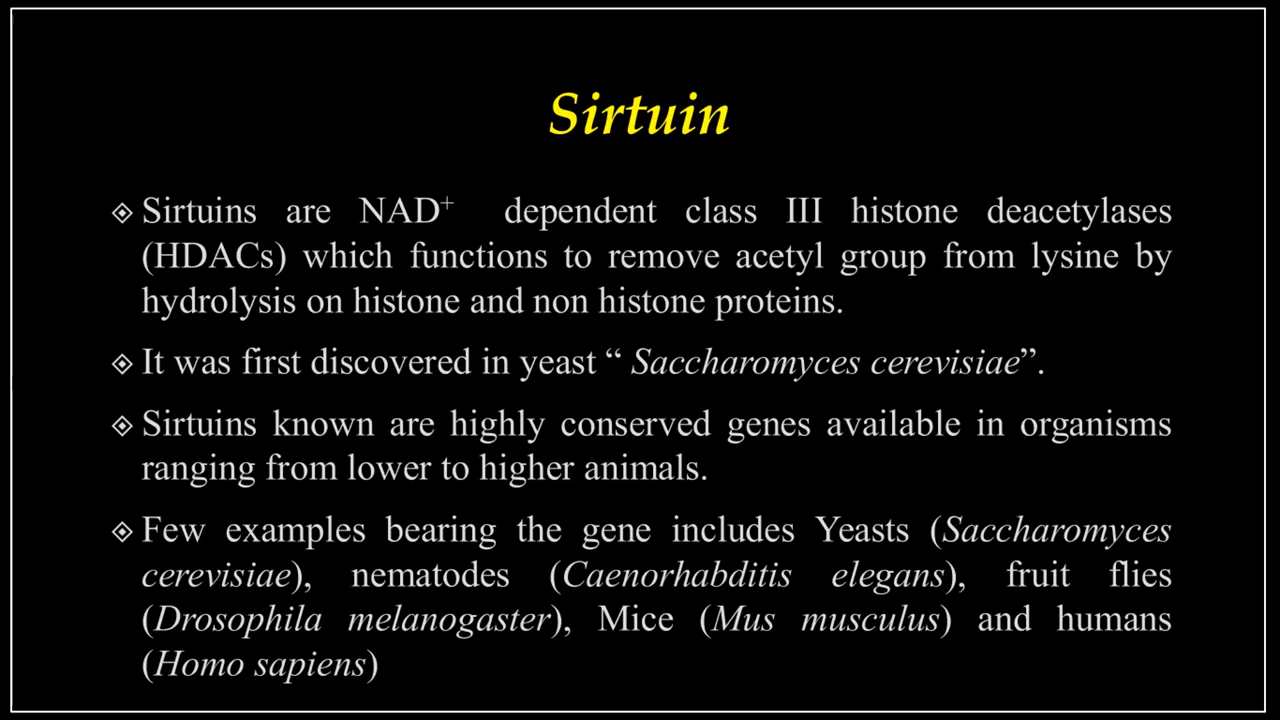 Sirtuin
Sirtuins are NAD+ dependent class III histone deacetylases
(HDACs) which functions to remove acetyl group from lysine by
hydrolysis on histone and non histone proteins.
It was first discovered in yeast “ Saccharomyces cerevisiae”.
Sirtuins known are highly conserved genes available in organisms
ranging from lower to higher animals.
Few examples bearing the gene includes Yeasts (Saccharomyces
cerevisiae), nematodes (Caenorhabditis elegans), fruit flies
(Drosophila melanogaster), Mice (Mus musculus) and humans
(Homo sapiens)